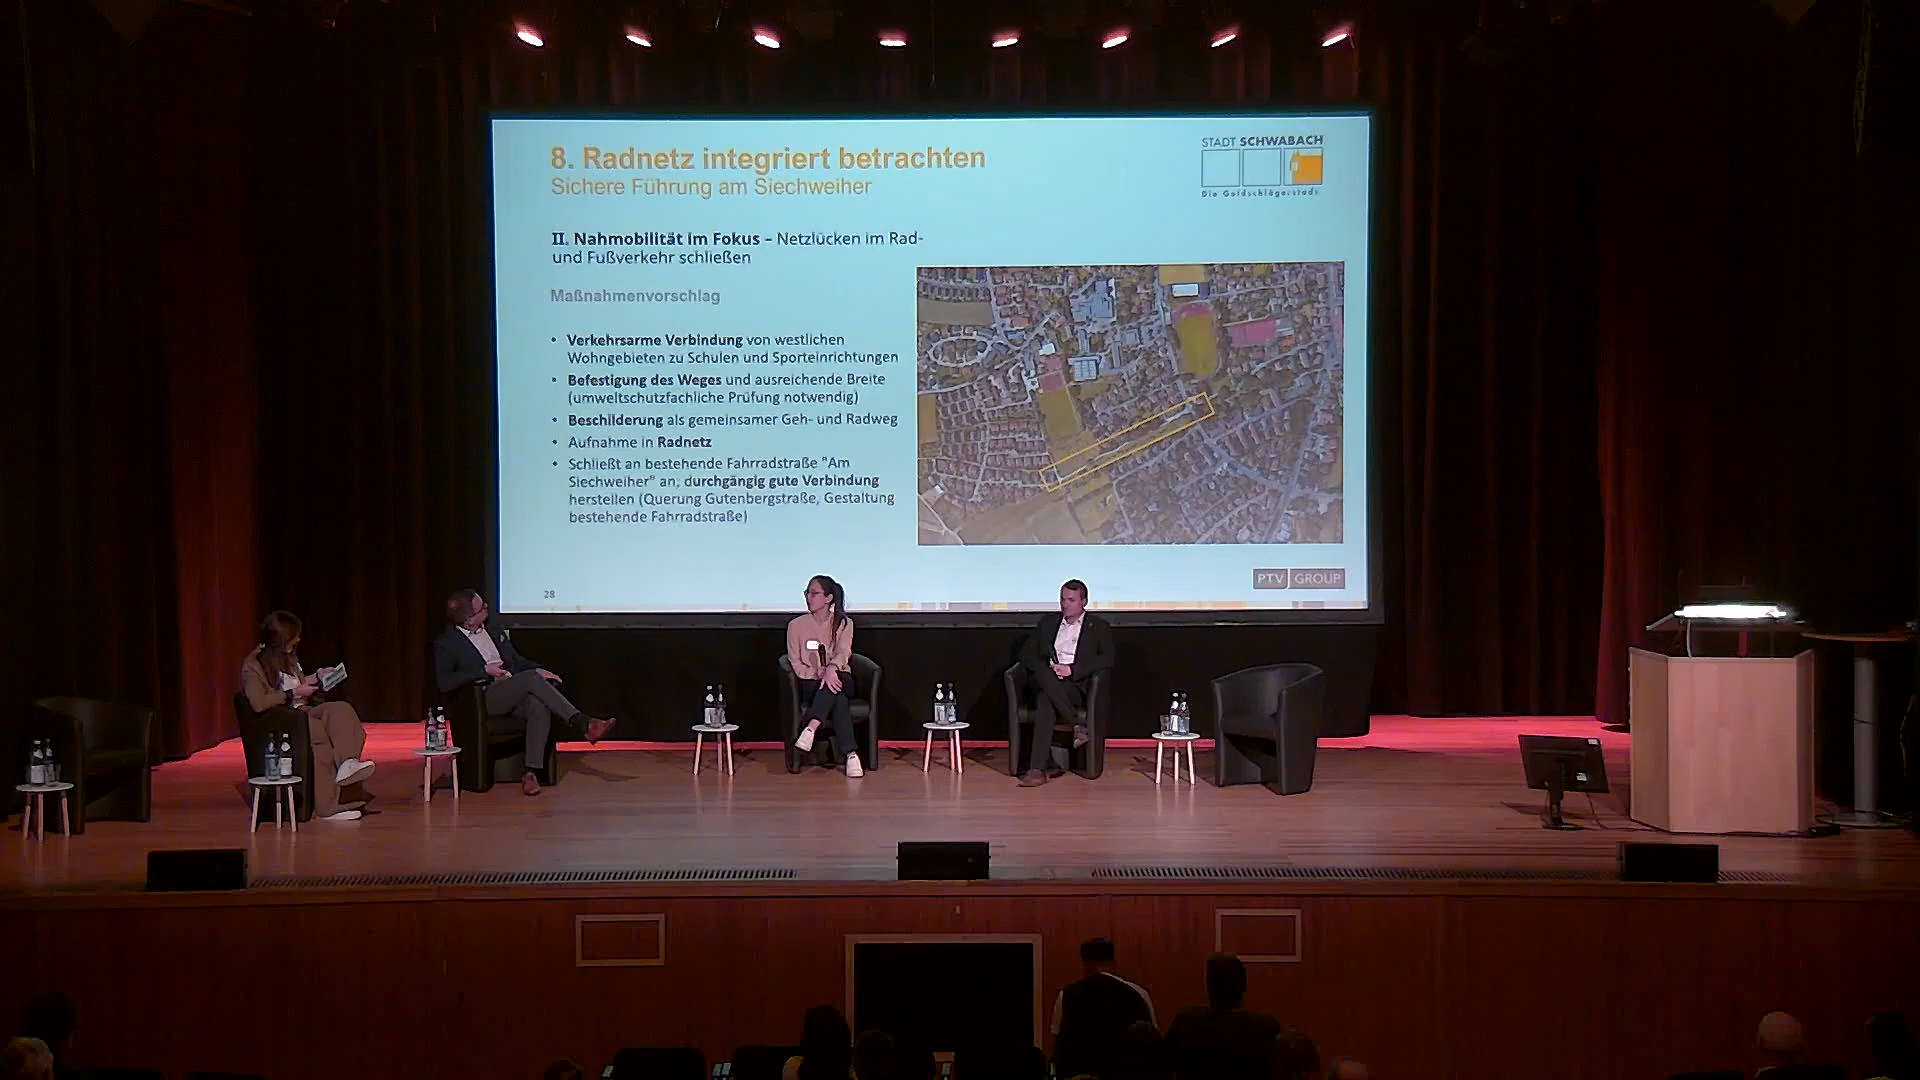 8. Radnetz integriert betrachten
Sichere Führung am Siechweiher
STADT SCHWABACH
Die Goldschlägerstadt.
II. Nahmobilität im Fokus – Netzlücken im Rad-
und Fußverkehr schließen
Maßnahmenvorschlag
• Verkehrsarme Verbindung von westlichen
Wohngebieten zu Schulen und Sporteinrichtungen
• Befestigung des Weges und ausreichende Breite
(umweltschutzfachliche Prüfung notwendig)
• Beschilderung als gemeinsamer Geh- und Radweg
• Aufnahme in Radnetz
• Schließt an bestehende Fahrradstraße "Am
Siechweiher" an, durchgängig gute Verbindung
herstellen (Querung Gutenbergstraße, Gestaltung
bestehende Fahrradstraße)
28
PTV GROUP